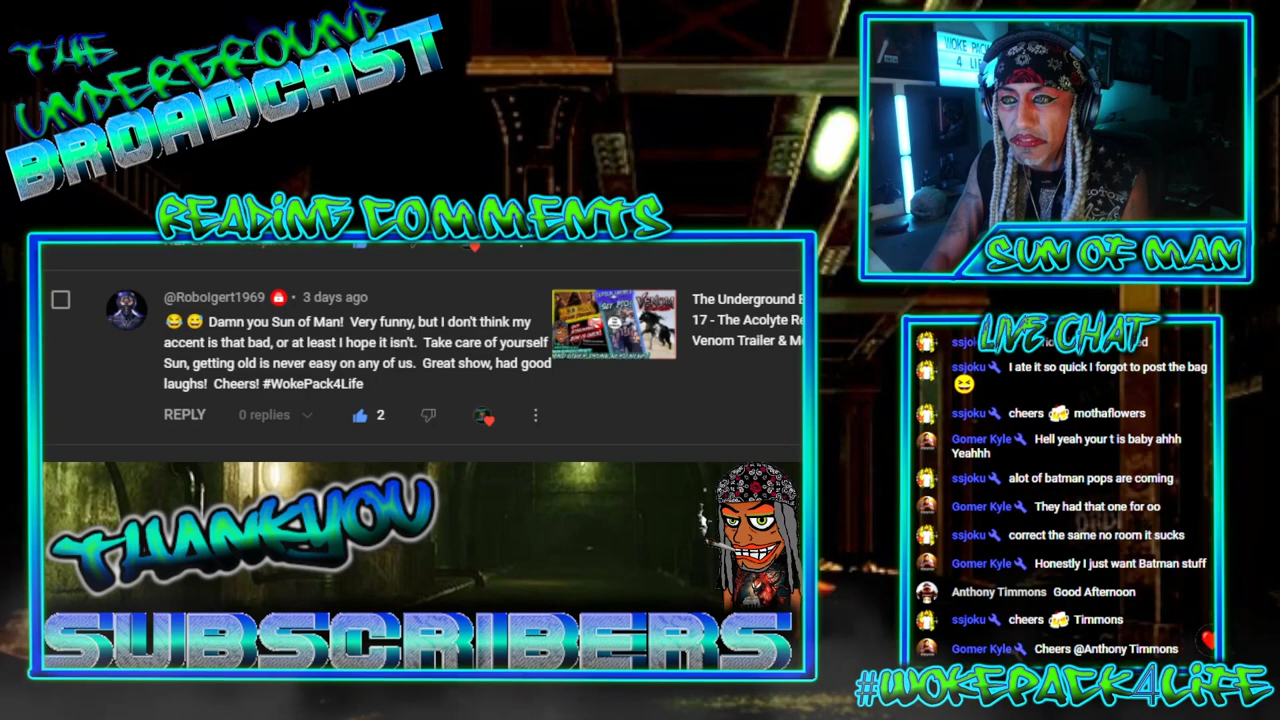 THE
UNDERGROUND
BROADCAST
WOKE PACK
4 LIFE
SUN OF MAN
READING COMMENTS
@RoboIgert1969 • 3 days ago
😂 😅 Damn you Sun of Man! Very funny, but I don't think my
accent is that bad, or at least I hope it isn't. Take care of yourself
Sun, getting old is never easy on any of us. Great show, had good
laughs! Cheers! #WokePack4Life
REPLY 0 replies 2
The Underground
17 - The Acolyte Re
Venom Trailer & M
THANKYOU
SUBSCRIBERS
LIVE CHAT
ssjoku I ate it so quick I forgot to post the bag
😆
ssjoku cheers 🍻 mothaflowers
Gomer Kyle Hell yeah your t is baby ahhh
Yeahhh
ssjoku alot of batman pops are coming
Gomer Kyle They had that one for oo
ssjoku correct the same no room it sucks
Gomer Kyle Honestly I just want Batman stuff
Anthony Timmons Good Afternoon
ssjoku cheers 🍻 Timmons
Gomer Kyle Cheers @Anthony Timmons
#WOKEPACK4LIFE